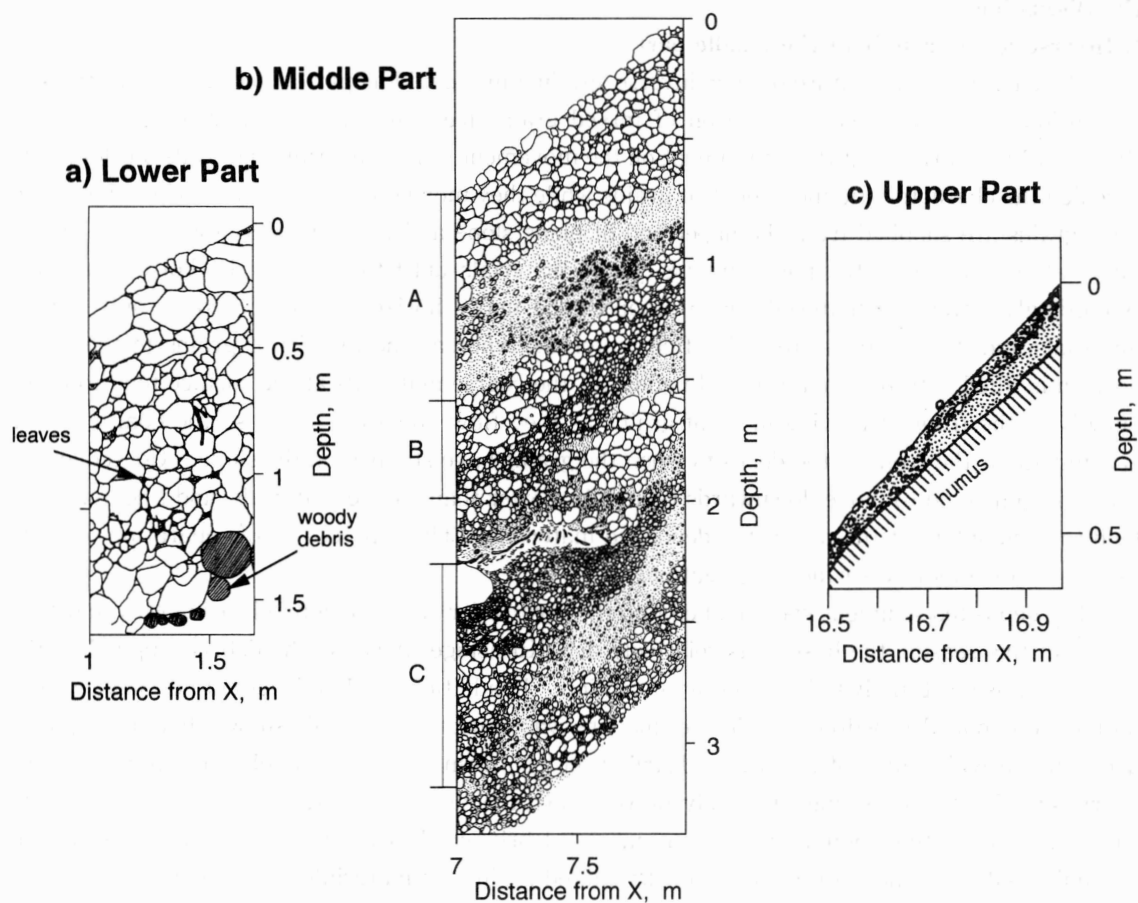 a) Lower Part
0
0.5
1
1.5
Depth, m
leaves
woody
debris
1
1.5
Distance from X, m
b) Middle Part
0
1
2
3
Depth, m
A
B
C
7
7.5
Distance from X, m
c) Upper Part
0
0.5
Depth, m
humus
16.5
16.7
16.9
Distance from X, m